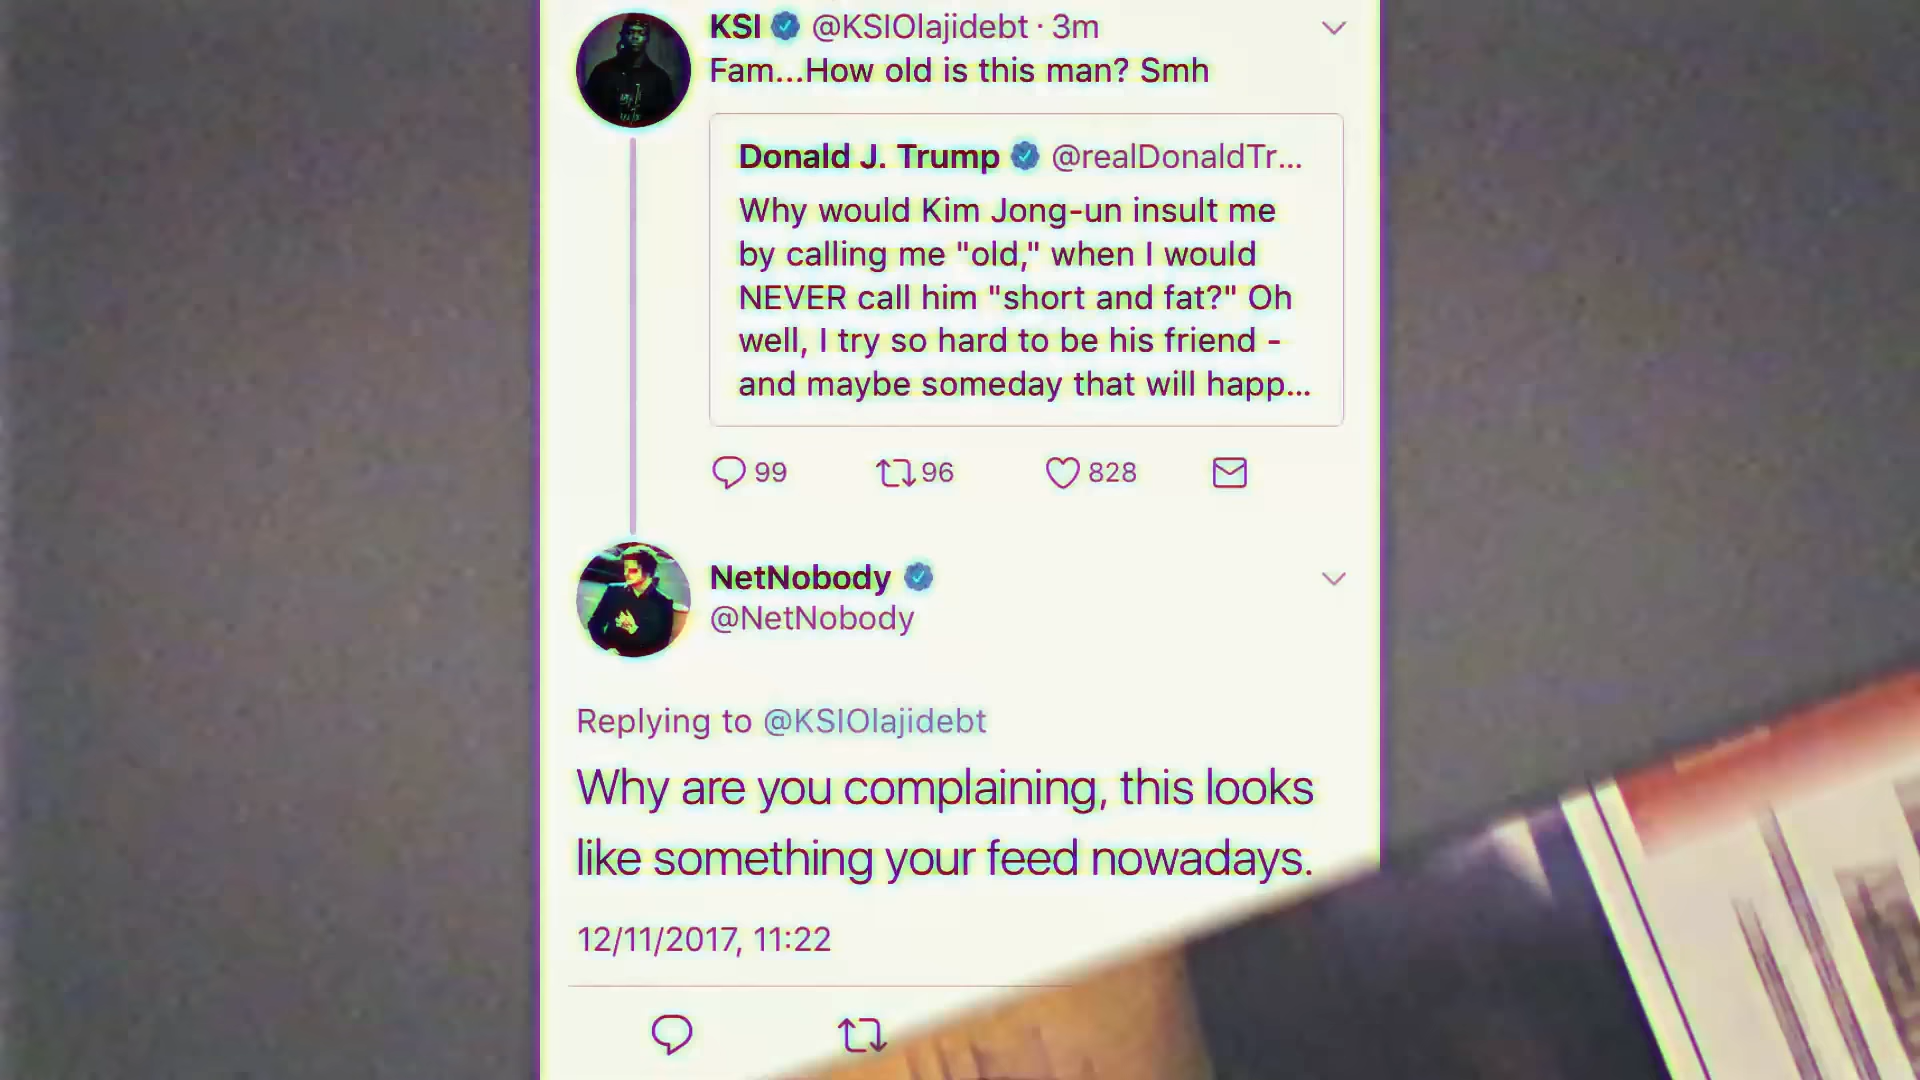 KSI @KSIOlajidebt · 3m
Fam...How old is this man? Smh
Donald J. Trump @realDonaldTr...
Why would Kim Jong-un insult me
by calling me "old," when I would
NEVER call him "short and fat?" Oh
well, I try so hard to be his friend -
and maybe someday that will happ...
99 96 828
NetNobody
@NetNobody
Replying to @KSIOlajidebt
Why are you complaining, this looks
like something your feed nowadays.
12/11/2017, 11:22